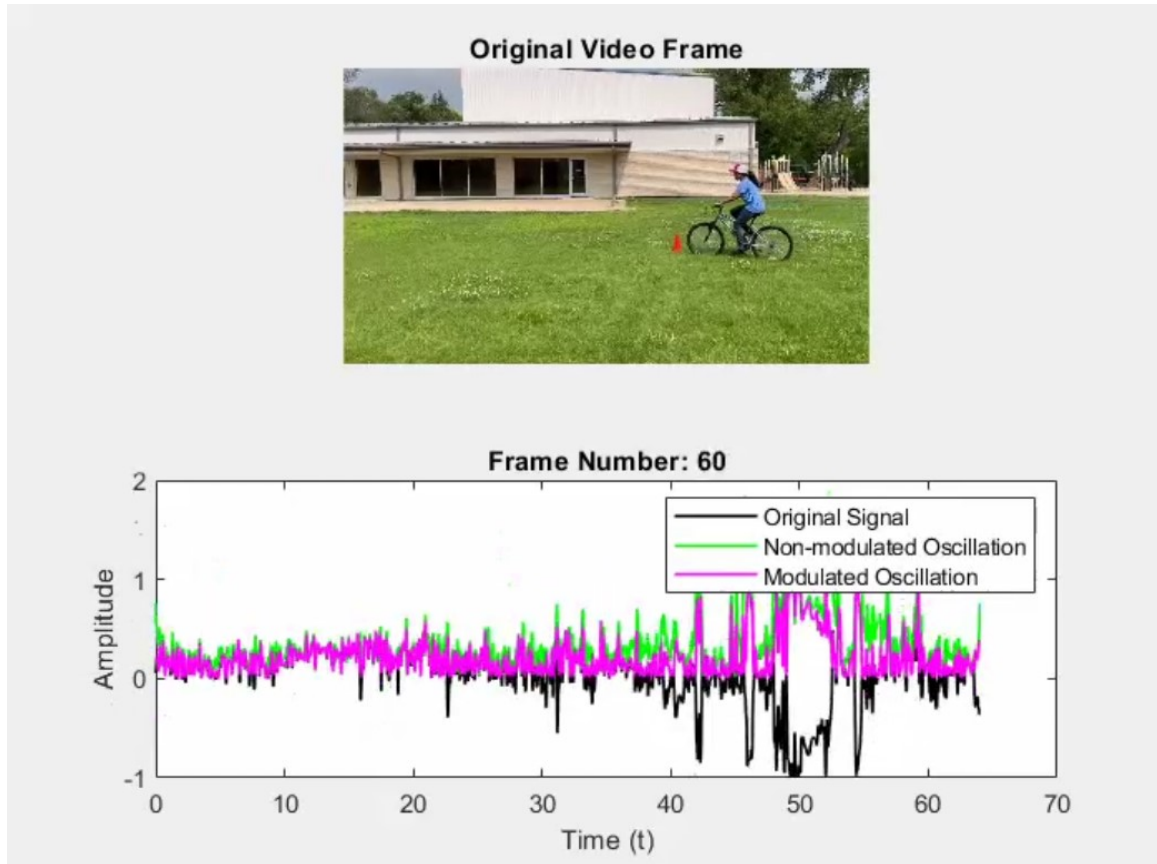 Original Video Frame
Frame Number: 60
2
1
0
-1
Amplitude
Original Signal
Non-modulated Oscillation
Modulated Oscillation
0 10 20 30 40 50 60 70
Time (t)